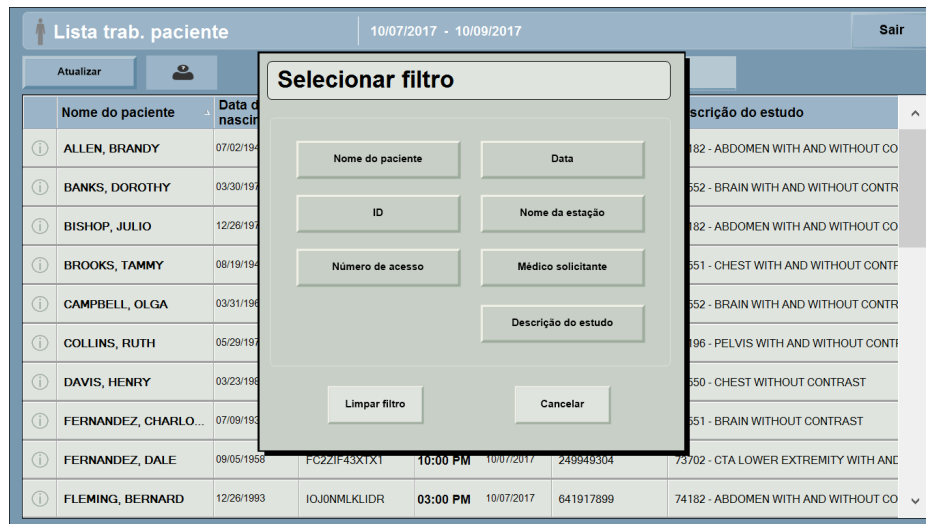 Lista trab. paciente 10/07/2017 - 10/09/2017 Sair
Atualizar
Selecionar filtro
Nome do paciente
Data d
nascir
scrição do estudo
Nome do paciente Data
ID Nome da estação
Número de acesso Médico solicitante
Descrição do estudo
Limpar filtro Cancelar
ALLEN, BRANDY 07/02/194 182 - ABDOMEN WITH AND WITHOUT CO
BANKS, DOROTHY 03/30/197 552 - BRAIN WITH AND WITHOUT CONTR
BISHOP, JULIO 12/26/197 182 - ABDOMEN WITH AND WITHOUT CO
BROOKS, TAMMY 08/19/194 551 - CHEST WITH AND WITHOUT CONTR
CAMPBELL, OLGA 03/31/196 552 - BRAIN WITH AND WITHOUT CONTR
COLLINS, RUTH 05/29/197 196 - PELVIS WITH AND WITHOUT CONTI
DAVIS, HENRY 03/23/198 550 - CHEST WITHOUT CONTRAST
FERNANDEZ, CHARLO... 07/09/193 551 - BRAIN WITHOUT CONTRAST
FERNANDEZ, DALE 09/05/1958 FC2ZIF43XTX1 10:00 PM 10/07/2017 249949304 73702 - CTA LOWER EXTREMITY WITH AND
FLEMING, BERNARD 12/26/1993 IOJ0NMLKLIDR 03:00 PM 10/07/2017 641917899 74182 - ABDOMEN WITH AND WITHOUT CO